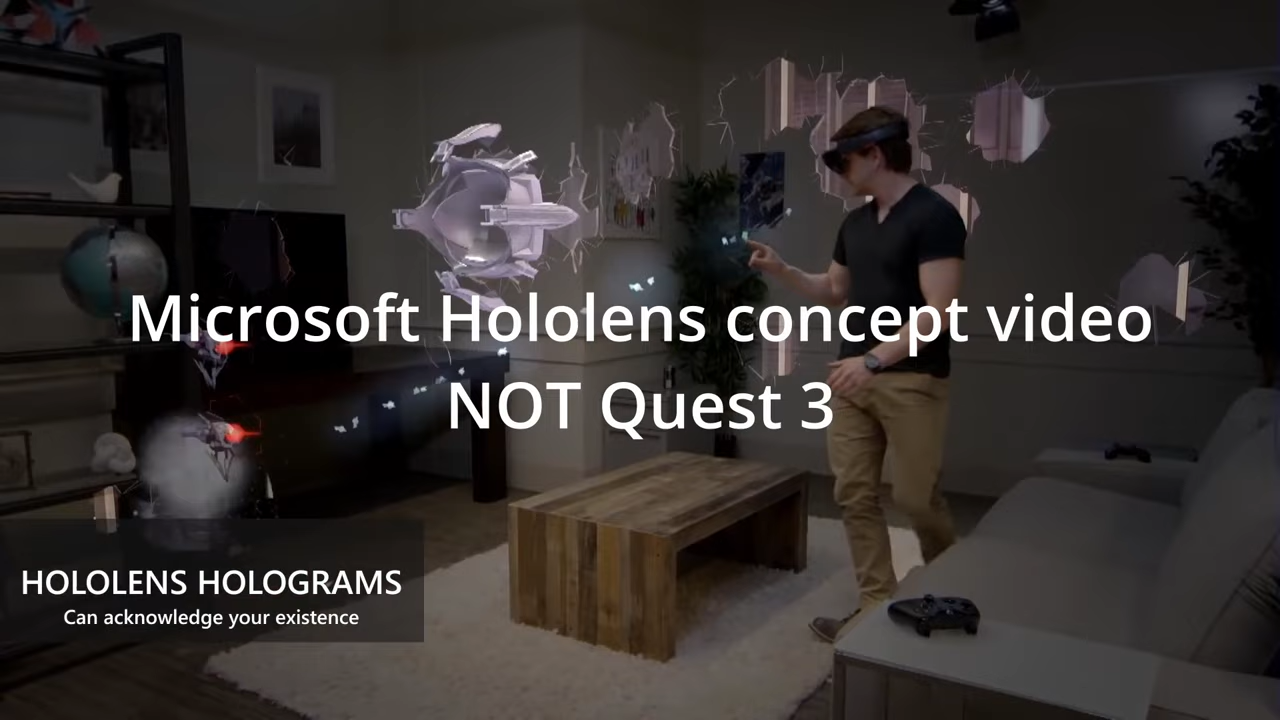 Microsoft Hololens concept video
NOT Quest 3
HOLOLENS HOLOGRAMS
Can acknowledge your existence